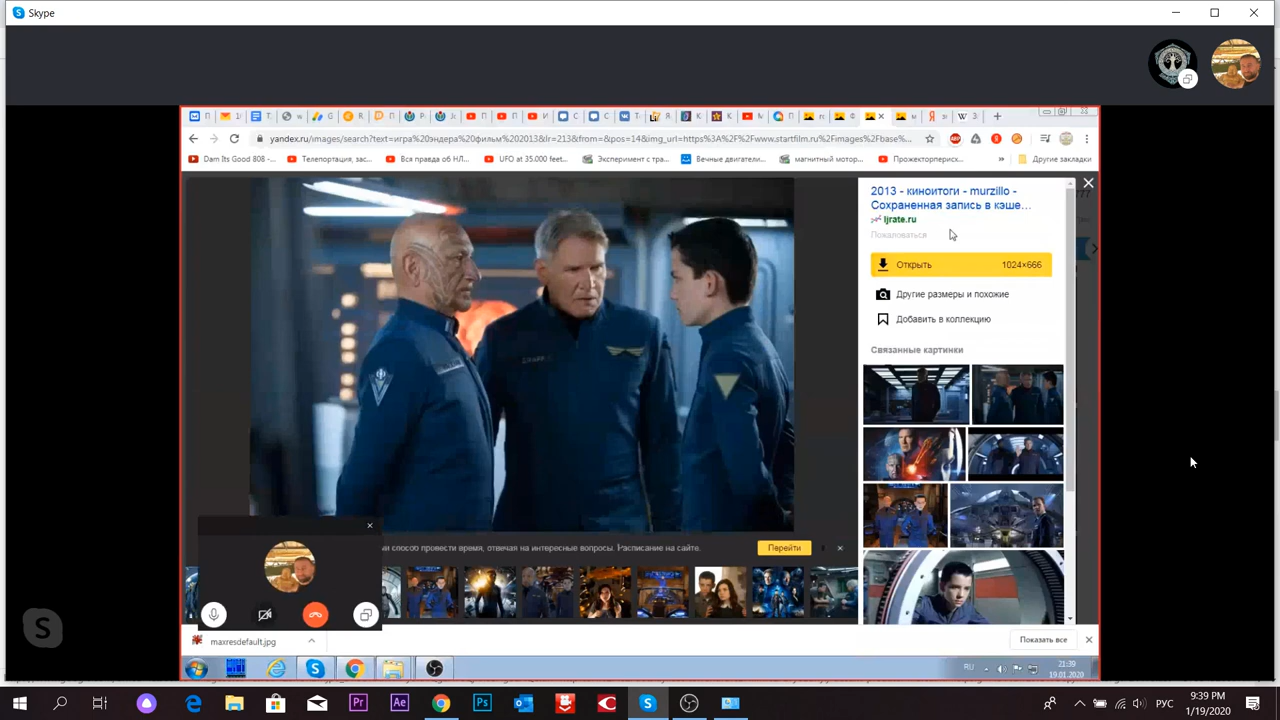 Skype
yandex.ru/images/search?text=игра%20эндера%20фильм%202013&lr=213&from=&pos=14&img_url=https%3A%2F%2Fwww.startfilm.ru%2Fimages%2Fbase%...
Dam Its Good 808 -...
Телепортация, зас...
Вся правда об НЛ...
UFO at 35.000 feet...
Эксперимент с тра...
Вечные двигатели...
магнитный мотор...
Прожекторперисх...
»
Другие закладки
2013 - киноитоги - murzillo -
Сохраненная запись в кэше...
ljrate.ru
Пожаловаться
Открыть 1024×666
Другие размеры и похожие
Добавить в коллекцию
Связанные картинки
способ провести время, отвечая на интересные вопросы. Расписание на сайте.
Перейти
maxresdefault.jpg
Показать все
RU
21:39
19.01.2020
9:39 PM
РУС
1/19/2020